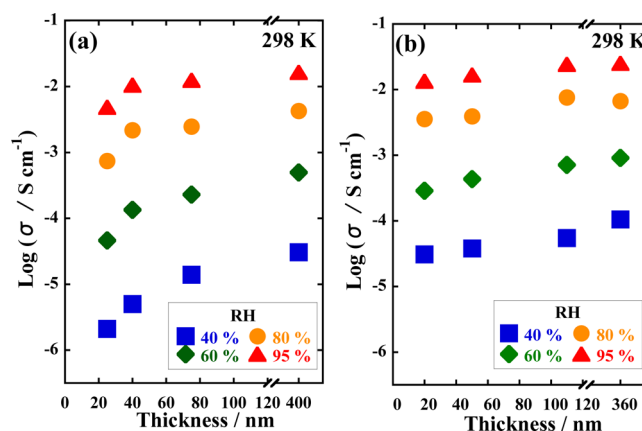 (a)
298 K
Log (σ / S cm⁻¹)
-1
-2
-3
-4
-5
-6
RH
40 %
80 %
60 %
95 %
0 20 40 60 80 100 120 400
Thickness / nm
(b)
298 K
Log (σ / S cm⁻¹)
-1
-2
-3
-4
-5
-6
RH
40 %
80 %
60 %
95 %
0 20 40 60 80 100 120 360
Thickness / nm